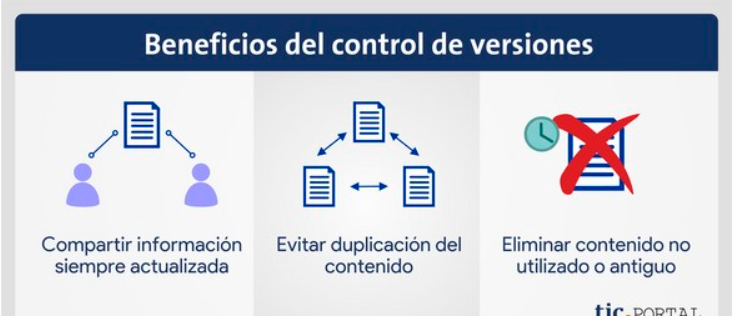 Beneficios del control de versiones
Compartir información
siempre actualizada
Evitar duplicación del
contenido
Eliminar contenido no
utilizado o antiguo
tic.PORTAL